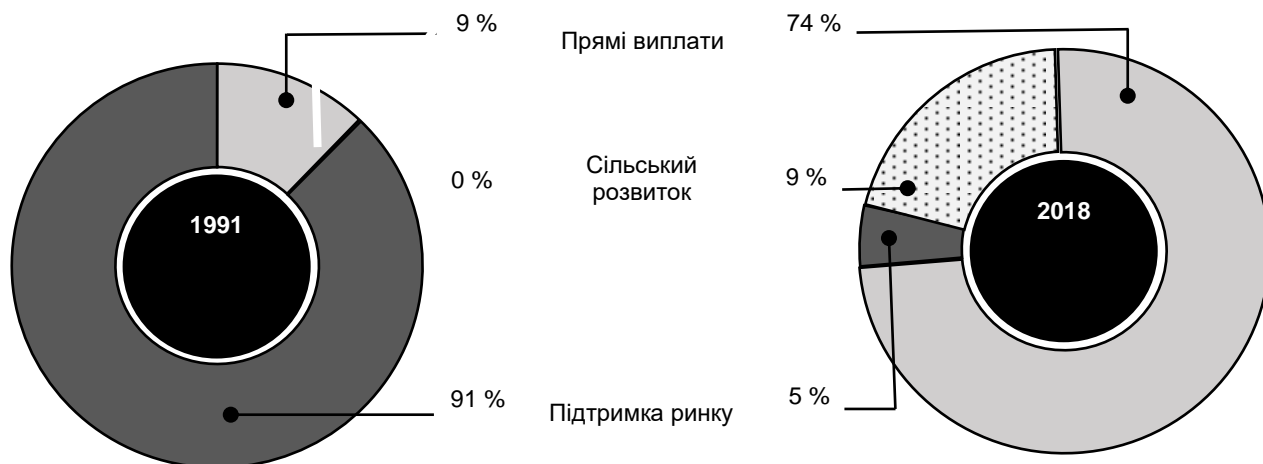 9 %
Прямі виплати
74 %
0 %
Сільський
розвиток
9 %
1991
2018
91 %
Підтримка ринку
5 %